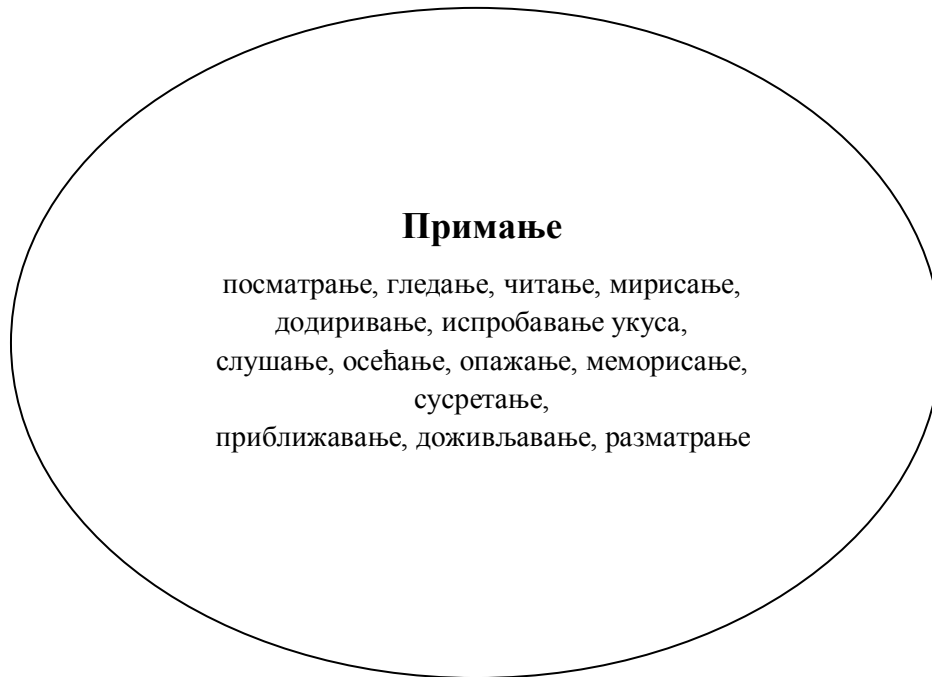 Примање
посматрање, гледање, читање, мирисање,
додиривање, испробавање укуса,
слушање, осећање, опажање, меморисање,
сусретање,
приближавање, доживљавање, разматрање